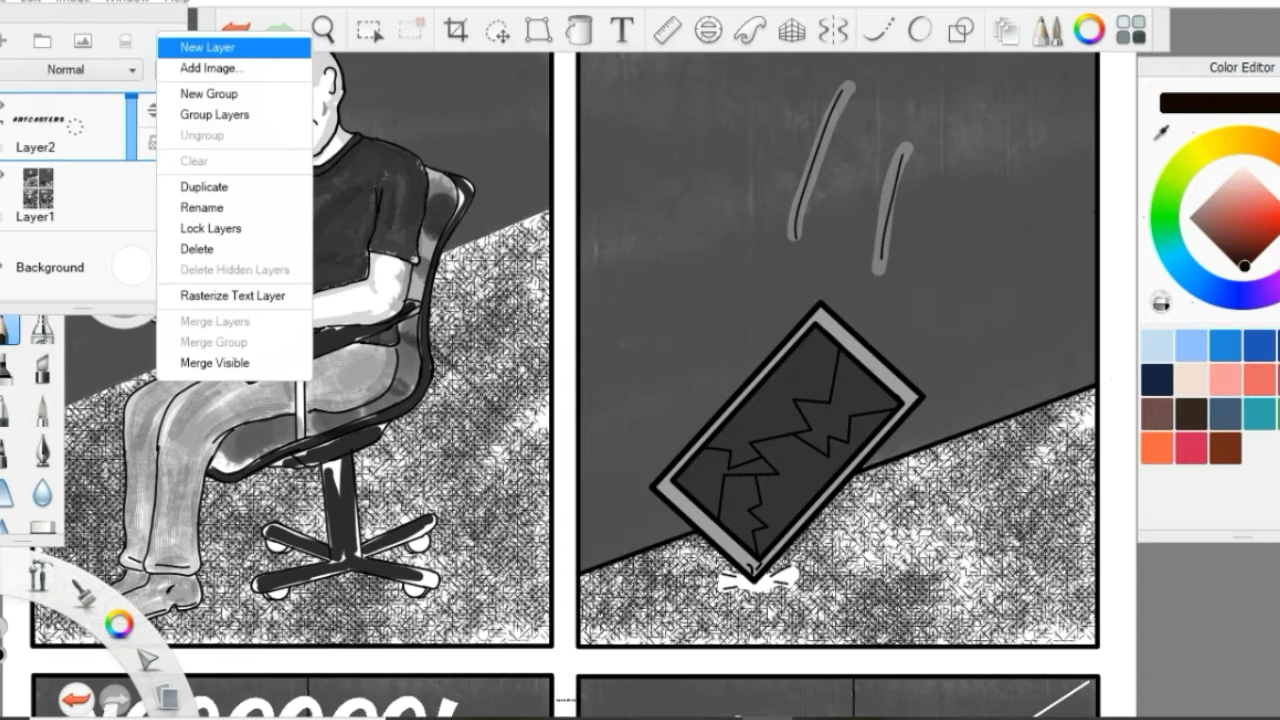 New Layer
Add Image...
New Group
Group Layers
Ungroup
Clear
Duplicate
Rename
Lock Layers
Delete
Delete Hidden Layers
Rasterize Text Layer
Merge Layers
Merge Group
Merge Visible
Normal
ARTCASTERS
Layer2
Layer1
Background
T
Color Editor